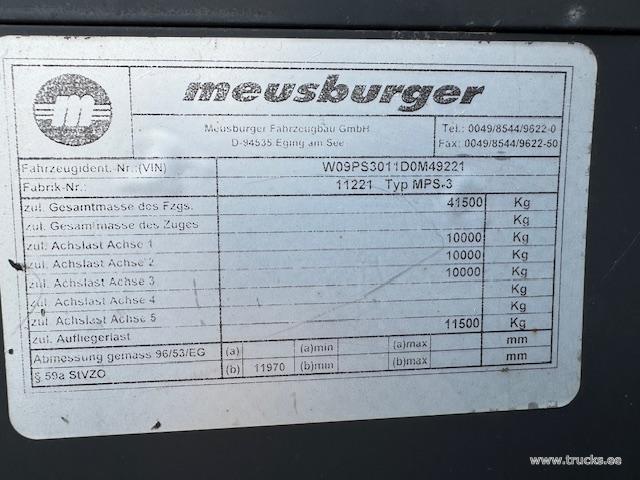 m
meusburger
Meusburger Fahrzeugbau GmbH
D-94535 Eging am See
Tel.: 0049/8544/9622-0
Fax: 0049/8544/9622-50
Fahrzeugident.-Nr.:(VIN) W09PS3011D0M49221
Fabrik-Nr.: 11221 Typ MPS-3
zul. Gesamtmasse des Fzgs. 41500 Kg
zul. Gesamtmasse des Zuges Kg
zul. Achslast Achse 1 10000 Kg
zul. Achslast Achse 2 10000 Kg
zul. Achslast Achse 3 10000 Kg
zul. Achslast Achse 4 Kg
zul. Achslast Achse 5 Kg
zul. Aufliegerlast 11500 Kg
Abmessung gemäss 96/53/EG (a) (a)min (a)max mm
§ 59a StVZO (b) 11970 (b)min (b)max mm
www.trucks.ee